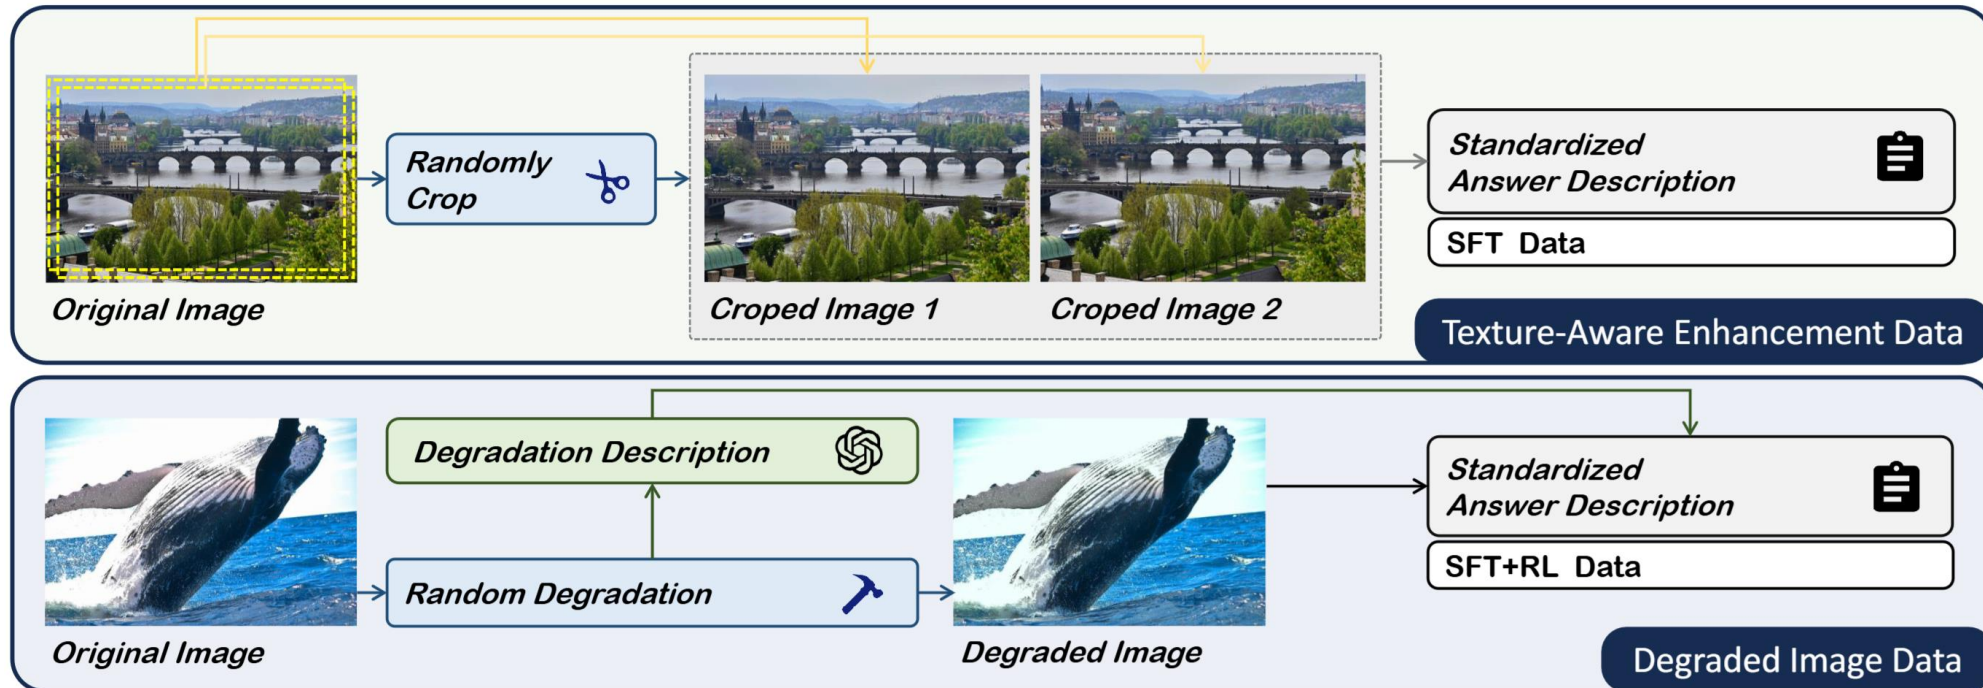 Original Image
Randomly
Crop
Croped Image 1
Croped Image 2
Standardized
Answer Description
SFT Data
Texture-Aware Enhancement Data
Original Image
Degradation Description
Random Degradation
Degraded Image
Standardized
Answer Description
SFT+RL Data
Degraded Image Data